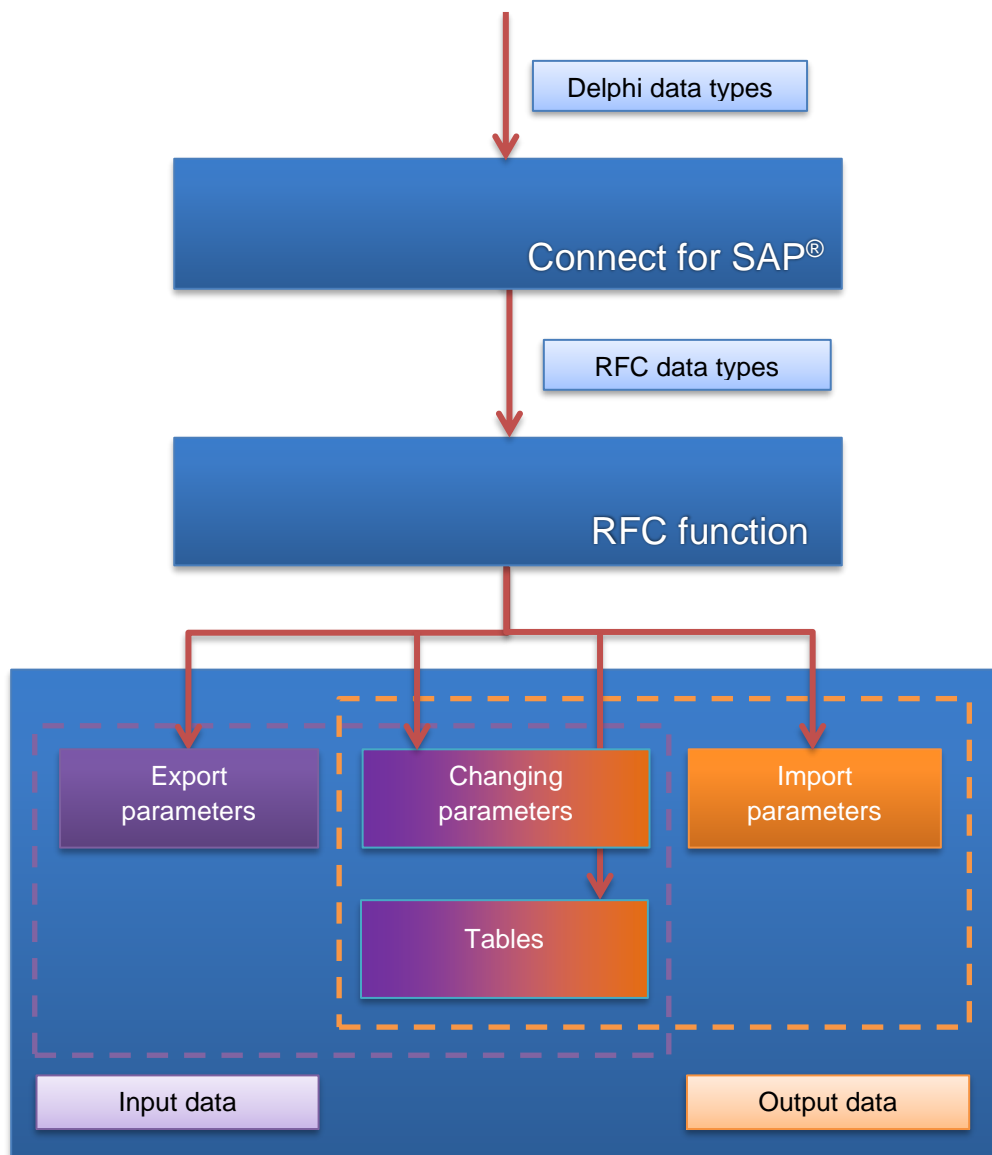 Delphi data types
Connect for SAP®
RFC data types
RFC function
Export
parameters
Changing
parameters
Import
parameters
Tables
Input data
Output data